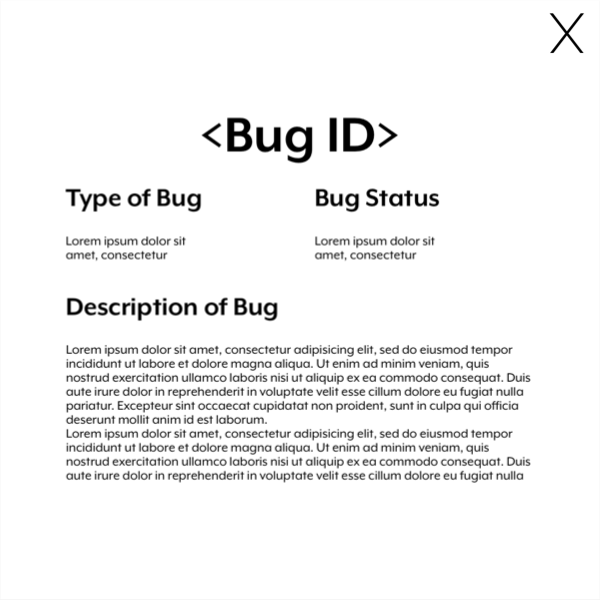 X
<Bug ID>
Type of Bug
Bug Status
Lorem ipsum dolor sit
amet, consectetur
Lorem ipsum dolor sit
amet, consectetur
Description of Bug
Lorem ipsum dolor sit amet, consectetur adipisicing elit, sed do eiusmod tempor
incididunt ut labore et dolore magna aliqua. Ut enim ad minim veniam, quis
nostrud exercitation ullamco laboris nisi ut aliquip ex ea commodo consequat. Duis
aute irure dolor in reprehenderit in voluptate velit esse cillum dolore eu fugiat nulla
pariatur. Excepteur sint occaecat cupidatat non proident, sunt in culpa qui officia
deserunt mollit anim id est laborum.
Lorem ipsum dolor sit amet, consectetur adipisicing elit, sed do eiusmod tempor
incididunt ut labore et dolore magna aliqua. Ut enim ad minim veniam, quis
nostrud exercitation ullamco laboris nisi ut aliquip ex ea commodo consequat. Duis
aute irure dolor in reprehenderit in voluptate velit esse cillum dolore eu fugiat nulla